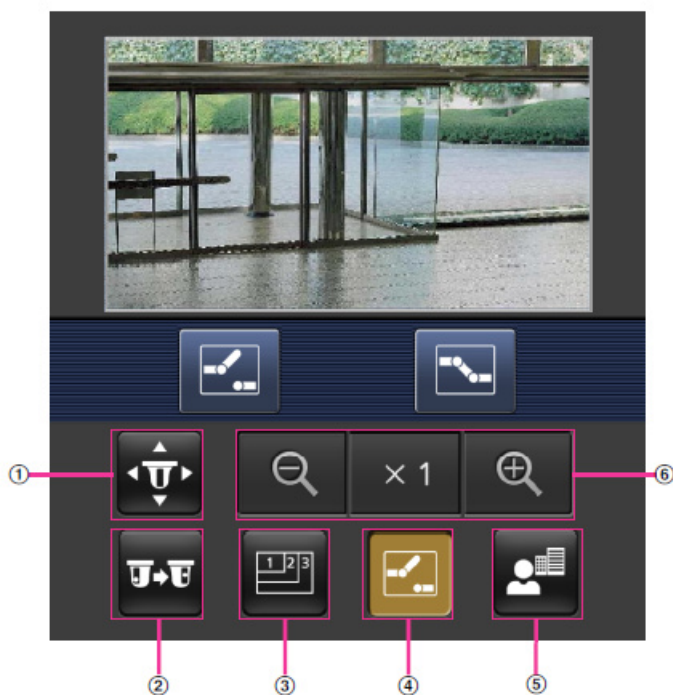 ① × 1 ⑥
1 2 3
② ③ ④ ⑤